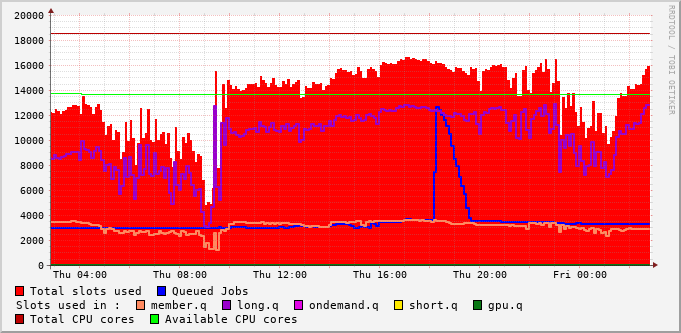 20000
18000
16000
14000
12000
10000
8000
6000
4000
2000
0
Thu 04:00 Thu 08:00 Thu 12:00 Thu 16:00 Thu 20:00 Fri 00:00
RRDTOOL / TOBI OETIKER
Total slots used Queued Jobs
Slots used in : member.q long.q ondemand.q short.q gpu.q
Total CPU cores Available CPU cores